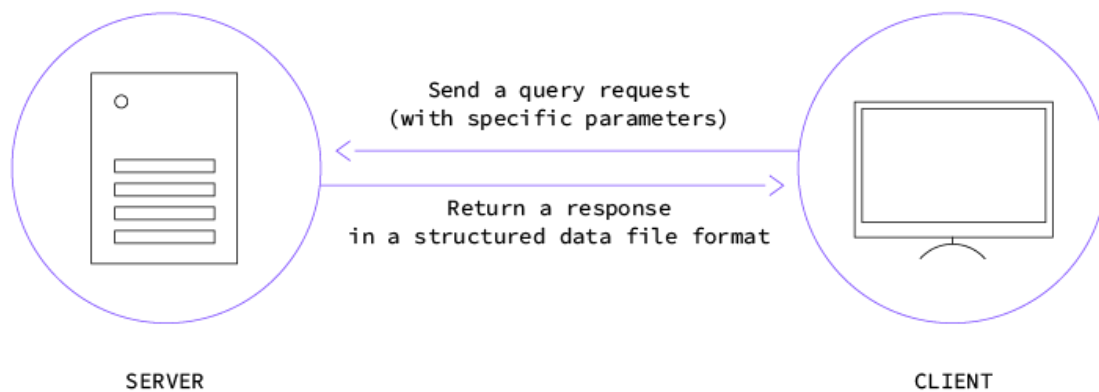 Send a query request
(with specific parameters)
Return a response
in a structured data file format
SERVER
CLIENT